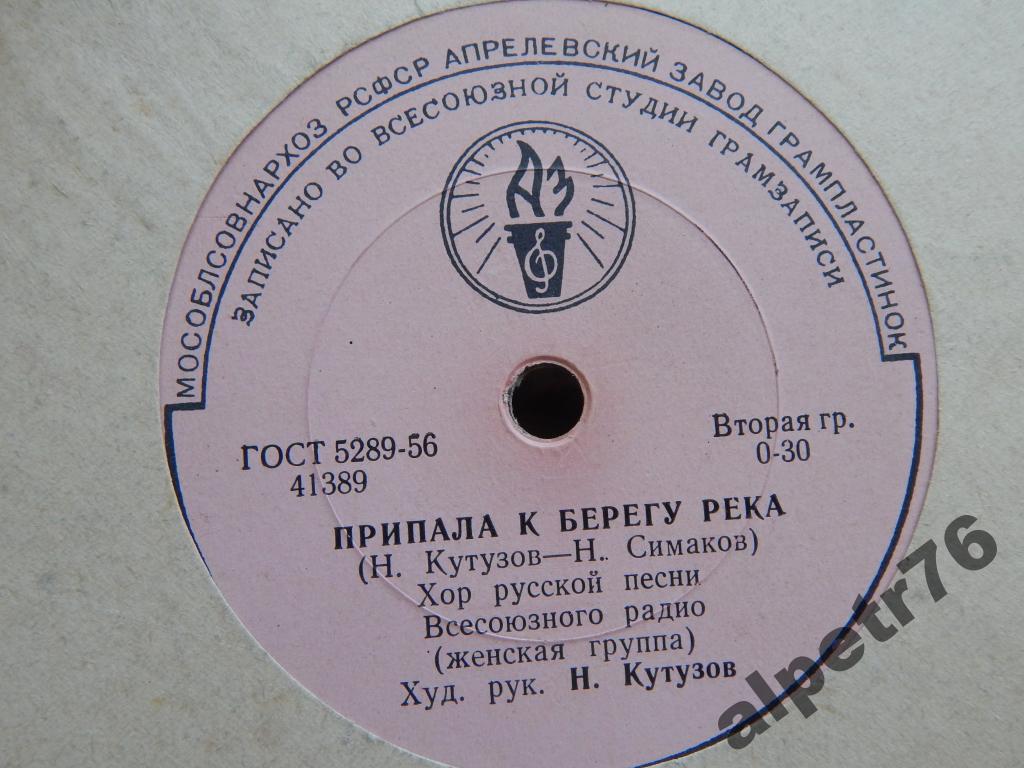 МОСОБЛСОВНАРХОЗ РСФСР АПРЕЛЕВСКИЙ ЗАВОД ГРАМПЛАСТИНОК
ЗАПИСАНО ВО ВСЕСОЮЗНОЙ СТУДИИ ГРАМЗАПИСИ
АЗ
ГОСТ 5289-56
41389
Вторая гр.
0-30
ПРИПАЛА К БЕРЕГУ РЕКА
(Н. Кутузов—Н. Симаков)
Хор русской песни
Всесоюзного радио
(женская группа)
Худ. рук. Н. Кутузов
alpetr76